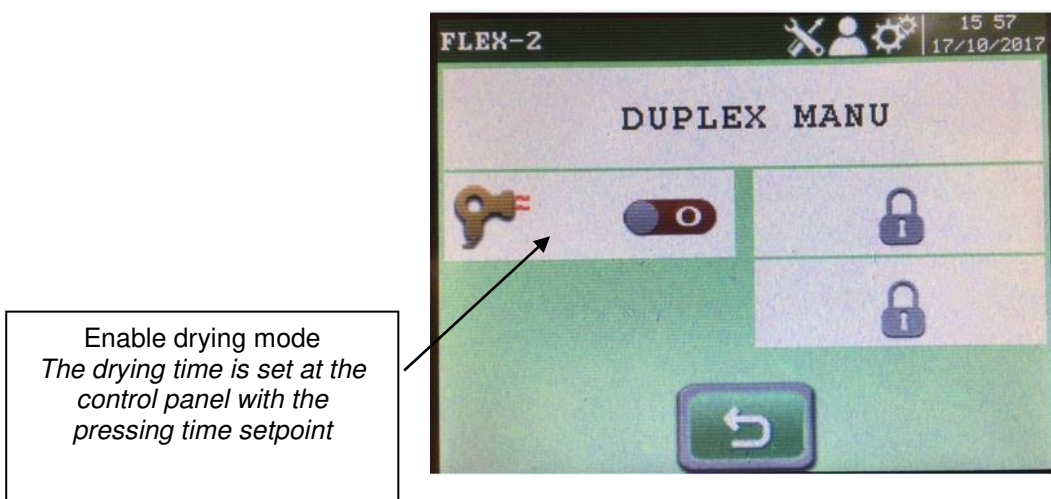 FLEX-2
15 57
17/10/2017
DUPLEX MANU
O
Enable drying mode
The drying time is set at the
control panel with the
pressing time setpoint